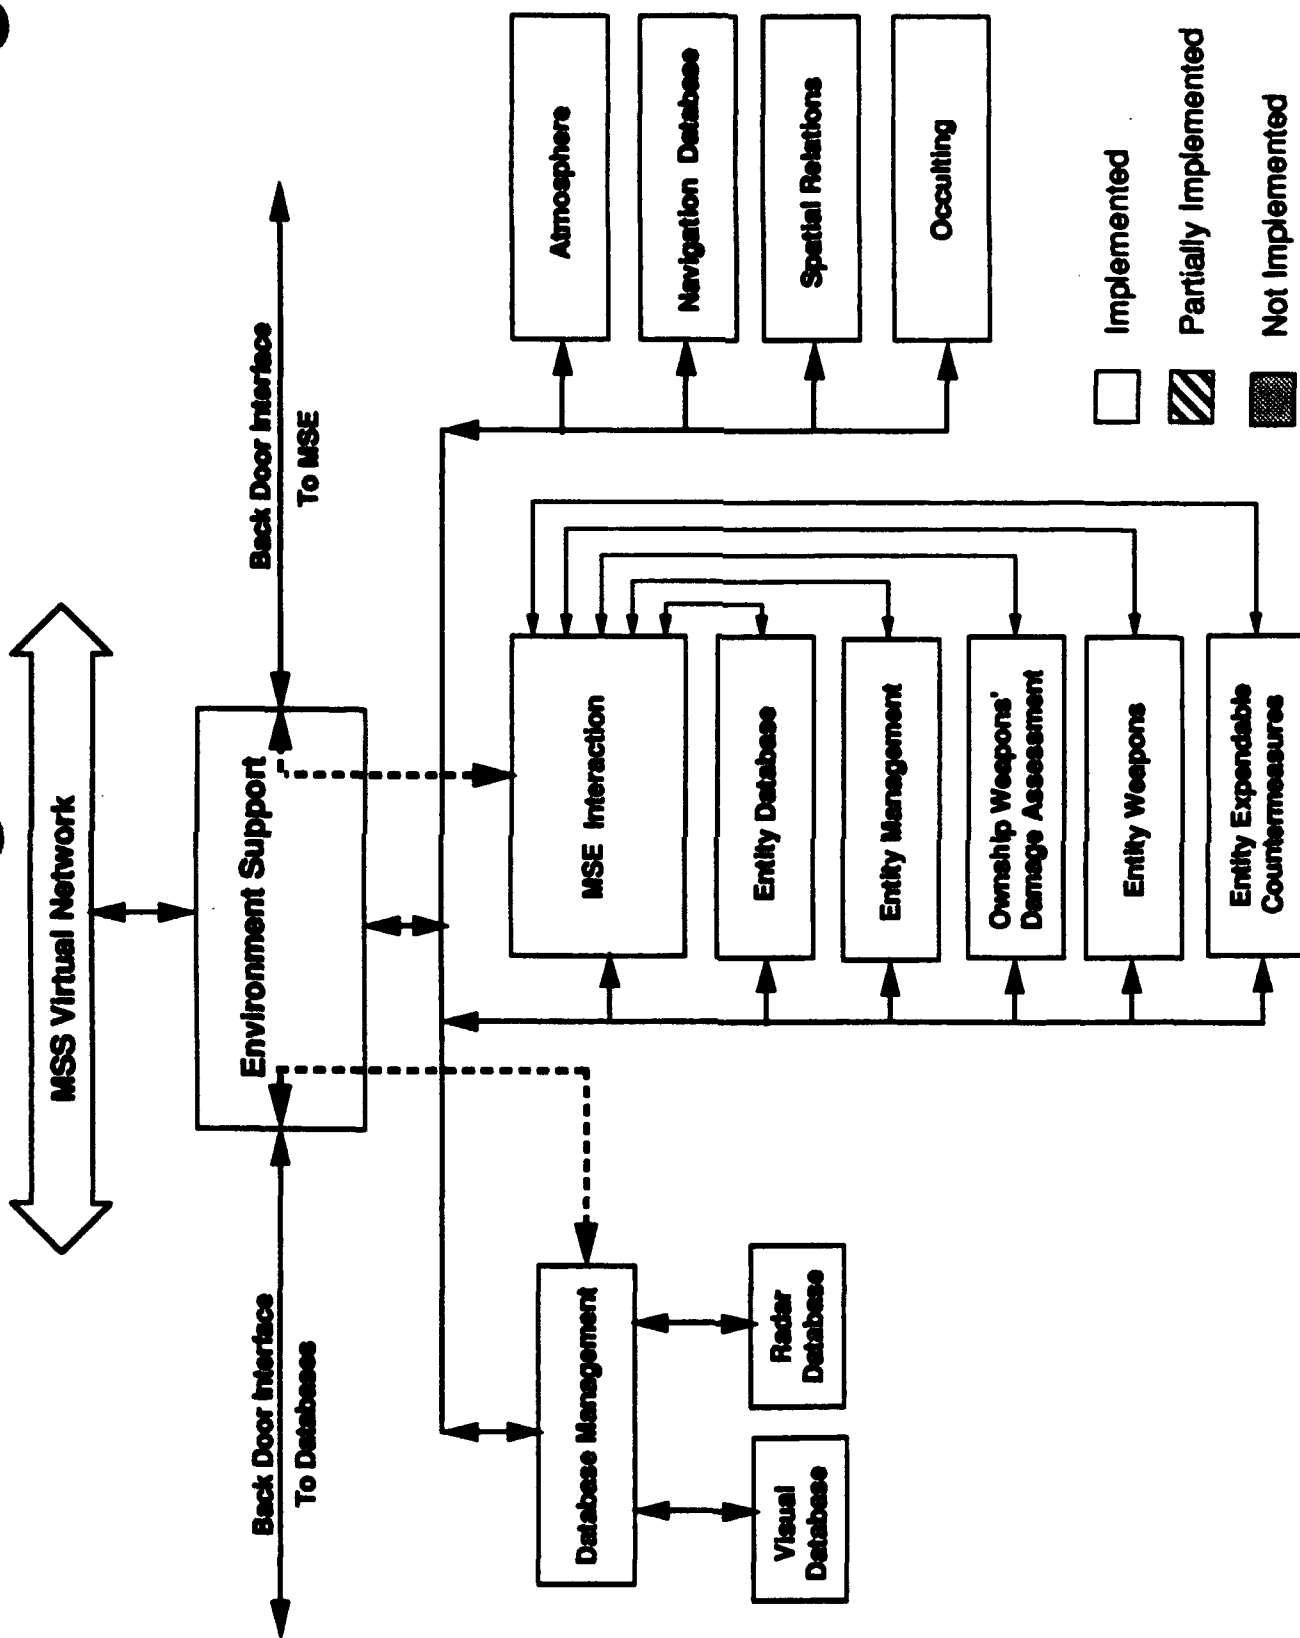 MSS Virtual Network
Back Door Interface
To Databases
Environment Support
Back Door Interface
To MSE
Database Management
Visual
Database
Radar
Database
MSE Interaction
Entity Database
Entity Management
Ownship Weapons'
Damage Assessment
Entity Weapons
Entity Expendable
Countermeasures
Atmosphere
Navigation Database
Spatial Relations
Occulting
Implemented
Partially Implemented
Not Implemented